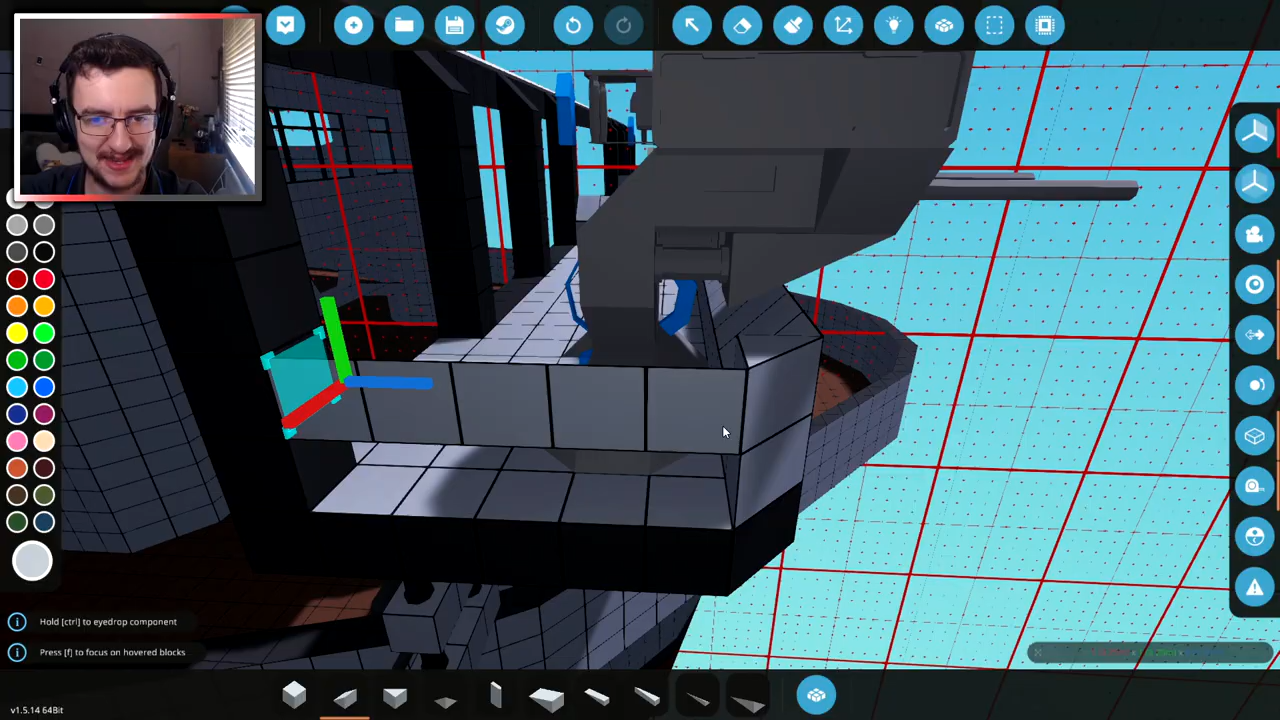 Hold [ctrl] to eyedrop component
Press [f] to focus on hovered blocks
v1.5.14 64Bit